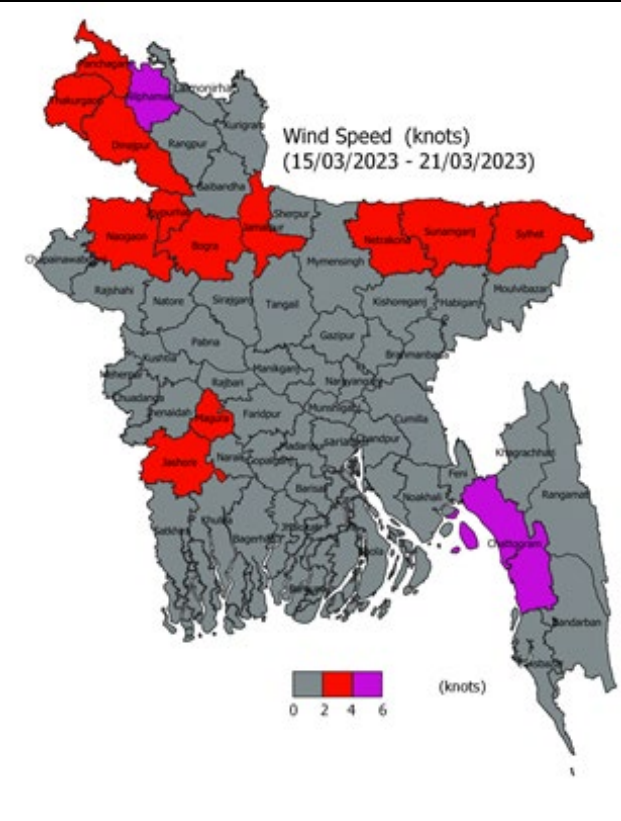 Panchagarh
Nilphamari
Lalmonirhat
Thakurgaon
Kurigram
Wind Speed (knots)
(15/03/2023 - 21/03/2023)
Dinajpur
Rangpur
Gaibandha
Joypurhat
Sherpur
Naogaon
Bogra
Jamalpur
Netrakona
Sunamganj
Sylhet
Mymensingh
Rajshahi
Natore
Sirajganj
Tangail
Kishoreganj
Habiganj
Moulvibazar
Pabna
Gazipur
Kushtia
Brahmanbaria
Meherpur
Manikganj
Rajbari
Narayanganj
Chuadanga
Jhenaidah
Magura
Faridpur
Munshiganj
Cumilla
Jashore
Narail
Gopalganj
Madaripur
Shariatpur
Chandpur
Khagrachhari
Feni
Noakhali
Rangamati
Barisal
Satkhira
Khulna
Bagerhat
Bhola
Chattogram
Bandarban
0 2 4 6
(knots)